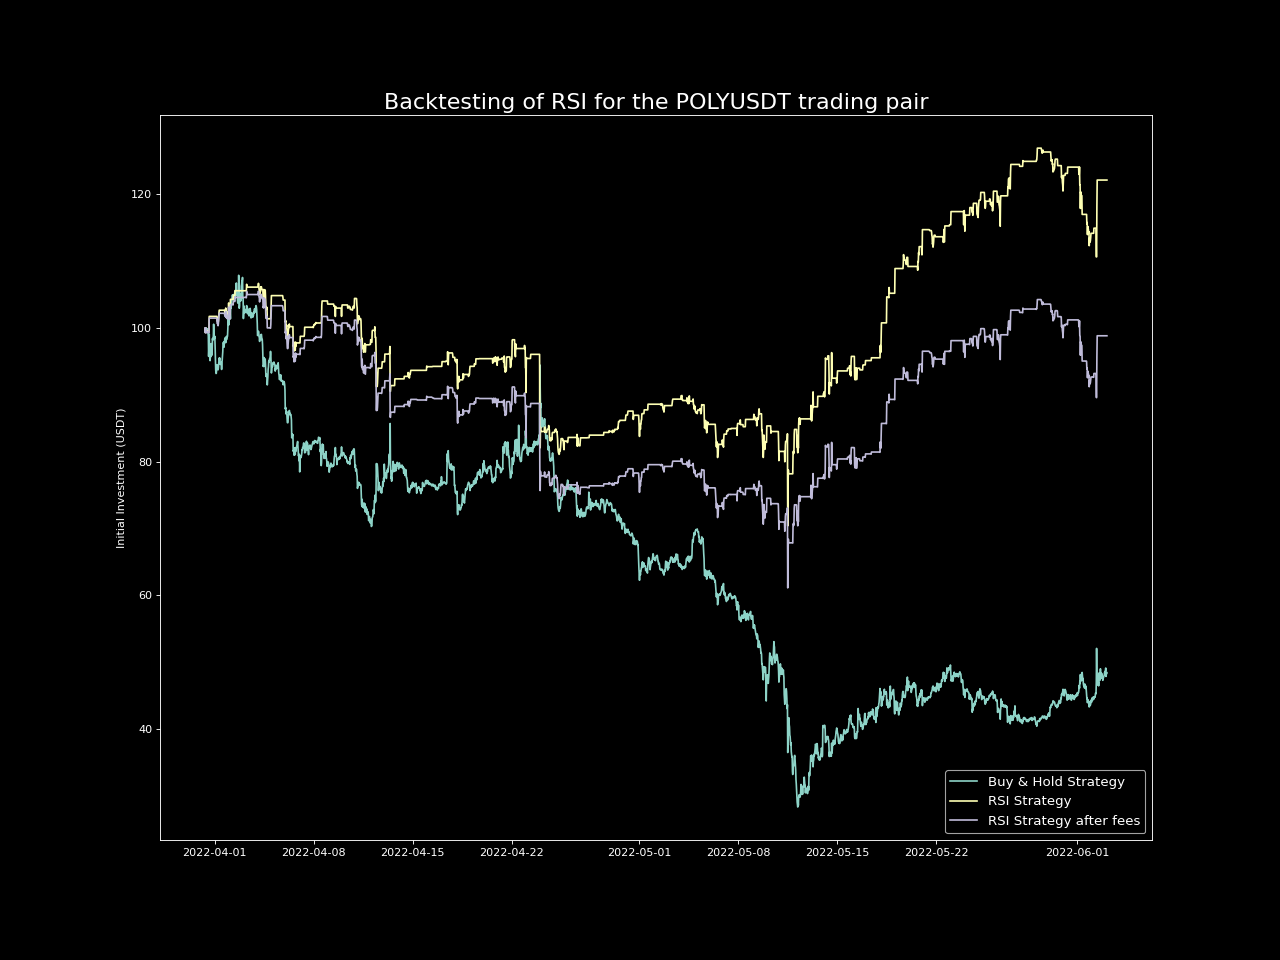 Backtesting of RSI for the POLYUSDT trading pair
120
100
80
60
40
Initial Investment (USDT)
2022-04-01
2022-04-08
2022-04-15
2022-04-22
2022-05-01
2022-05-08
2022-05-15
2022-05-22
2022-06-01
Buy & Hold Strategy
RSI Strategy
RSI Strategy after fees